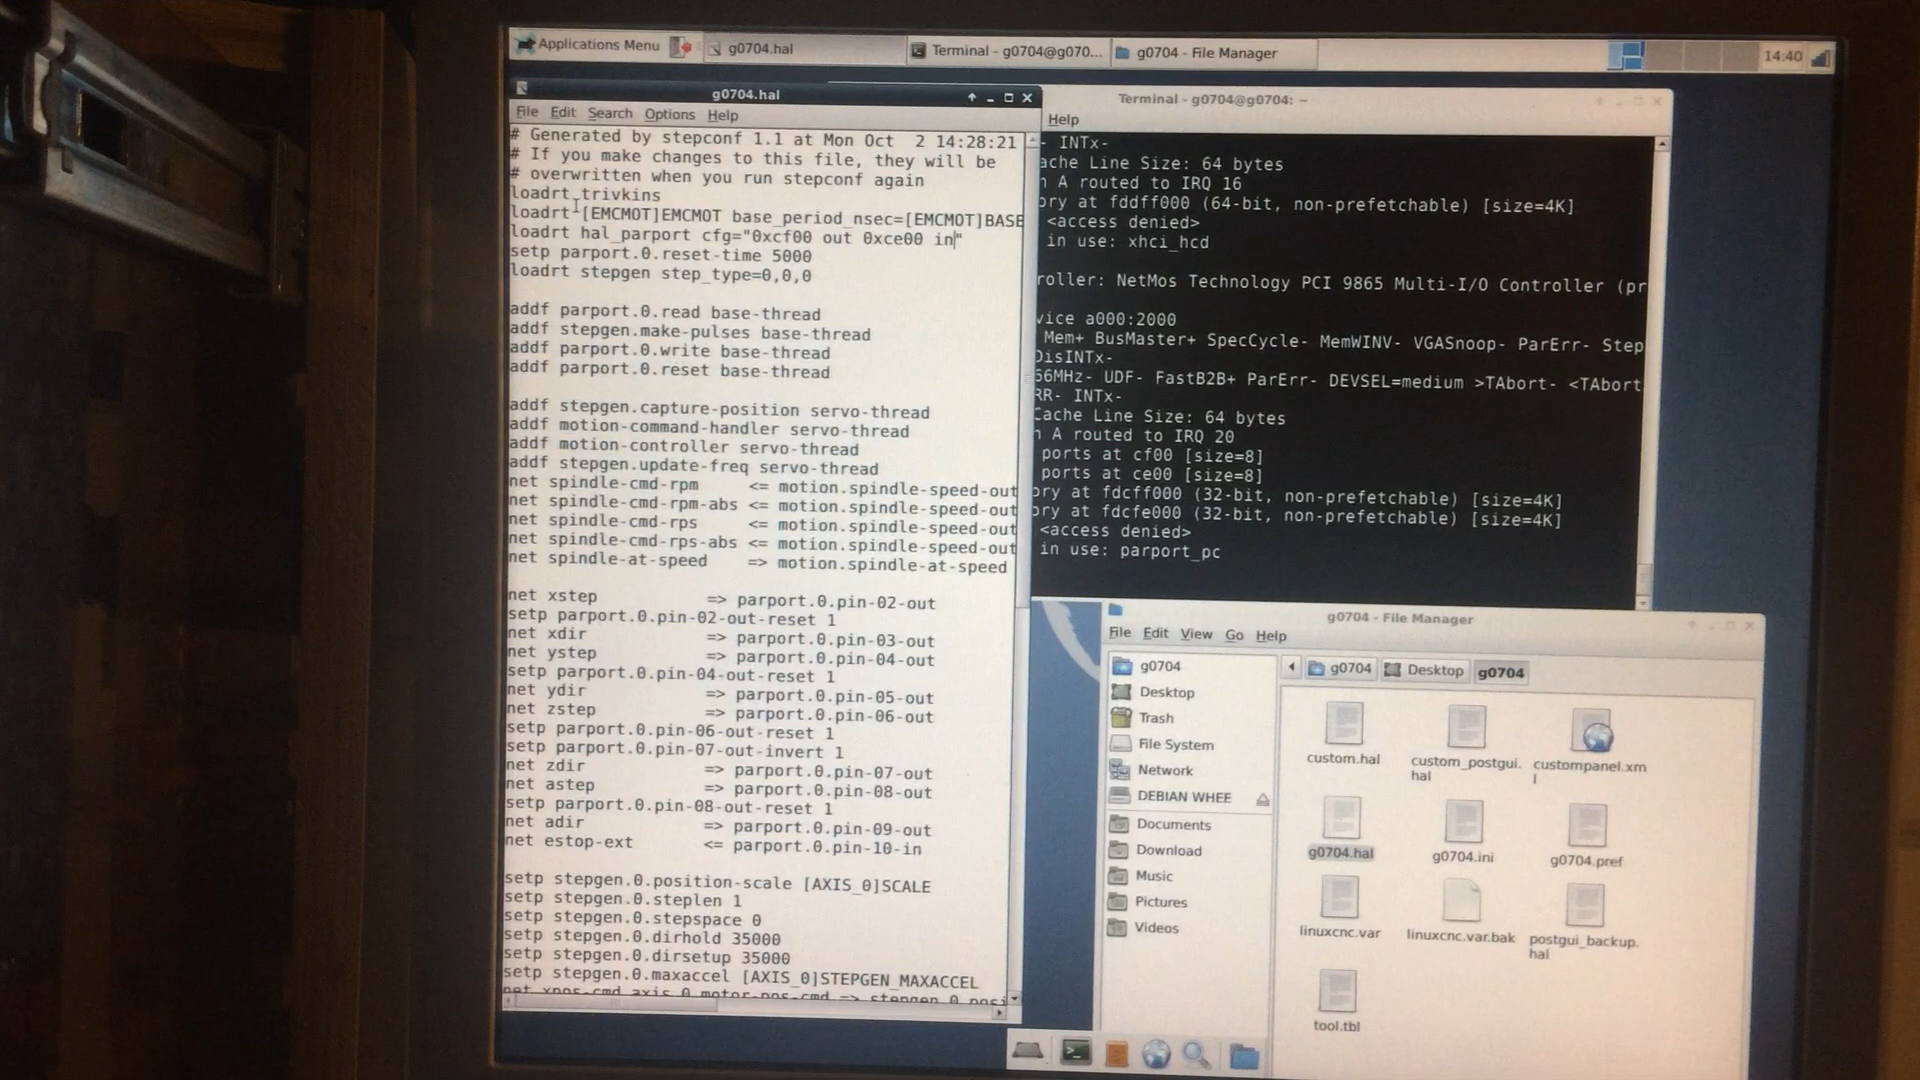 Applications Menu
g0704.hal
Terminal - g0704@g070...
g0704 - File Manager
14:40
g0704.hal
File Edit Search Options Help
# Generated by stepconf 1.1 at Mon Oct  2 14:28:21
# If you make changes to this file, they will be
# overwritten when you run stepconf again
loadrt trivkins
loadrt [EMCMOT]EMCMOT base_period_nsec=[EMCMOT]BASE
loadrt hal_parport cfg="0xcf00 out 0xce00 in"
setp parport.0.reset-time 5000
loadrt stepgen step_type=0,0,0
addf parport.0.read base-thread
addf stepgen.make-pulses base-thread
addf parport.0.write base-thread
addf parport.0.reset base-thread
addf stepgen.capture-position servo-thread
addf motion-command-handler servo-thread
addf motion-controller servo-thread
addf stepgen.update-freq servo-thread
net spindle-cmd-rpm     <= motion.spindle-speed-out
net spindle-cmd-rpm-abs <= motion.spindle-speed-out
net spindle-cmd-rps     <= motion.spindle-speed-out
net spindle-cmd-rps-abs <= motion.spindle-speed-out
net spindle-at-speed    => motion.spindle-at-speed
net xstep           => parport.0.pin-02-out
setp parport.0.pin-02-out-reset 1
net xdir            => parport.0.pin-03-out
net ystep           => parport.0.pin-04-out
setp parport.0.pin-04-out-reset 1
net ydir            => parport.0.pin-05-out
net zstep           => parport.0.pin-06-out
setp parport.0.pin-06-out-reset 1
setp parport.0.pin-07-out-invert 1
net zdir            => parport.0.pin-07-out
net astep           => parport.0.pin-08-out
setp parport.0.pin-08-out-reset 1
net adir            => parport.0.pin-09-out
net estop-ext       <= parport.0.pin-10-in
setp stepgen.0.position-scale [AXIS_0]SCALE
setp stepgen.0.steplen 1
setp stepgen.0.stepspace 0
setp stepgen.0.dirhold 35000
setp stepgen.0.dirsetup 35000
setp stepgen.0.maxaccel [AXIS_0]STEPGEN_MAXACCEL
net xpos-cmd axis.0.motor-pos-cmd => stepgen.0.posi
Terminal - g0704@g0704: ~
Help
- INTx-
ache Line Size: 64 bytes
A routed to IRQ 16
ory at fddff000 (64-bit, non-prefetchable) [size=4K]
<access denied>
in use: xhci_hcd
roller: NetMos Technology PCI 9865 Multi-I/O Controller (pr
vice a000:2000
Mem+ BusMaster+ SpecCycle- MemWINV- VGASnoop- ParErr- Step
DisINTx-
66MHz- UDF- FastB2B+ ParErr- DEVSEL=medium >TAbort- <TAbort
RR- INTx-
Cache Line Size: 64 bytes
A routed to IRQ 20
ports at cf00 [size=8]
ports at ce00 [size=8]
ory at fdcff000 (32-bit, non-prefetchable) [size=4K]
ory at fdcfe000 (32-bit, non-prefetchable) [size=4K]
<access denied>
in use: parport_pc
g0704 - File Manager
File Edit View Go Help
g0704
Desktop
Trash
File System
Network
DEBIAN WHEE
Documents
Download
Music
Pictures
Videos
g0704 Desktop g0704
custom.hal
custom_postgui.
hal
custompanel.xm
l
g0704.hal
g0704.ini
g0704.pref
linuxcnc.var
linuxcnc.var.bak
postgui_backup.
hal
tool.tbl